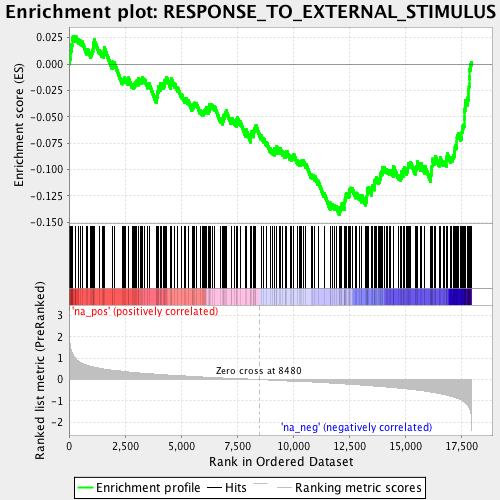 Enrichment plot: RESPONSE_TO_EXTERNAL_STIMULUS
Enrichment score (ES)
0.025
0.000
-0.025
-0.050
-0.075
-0.100
-0.125
-0.150
'na_pos' (positively correlated)
Ranked list metric (PreRanked)
3
2
1
0
-1
-2
Zero cross at 8480
'na_neg' (negatively correlated)
0
2,500
5,000
7,500
10,000
12,500
15,000
17,500
Rank in Ordered Dataset
Enrichment profile
Hits
Ranking metric scores